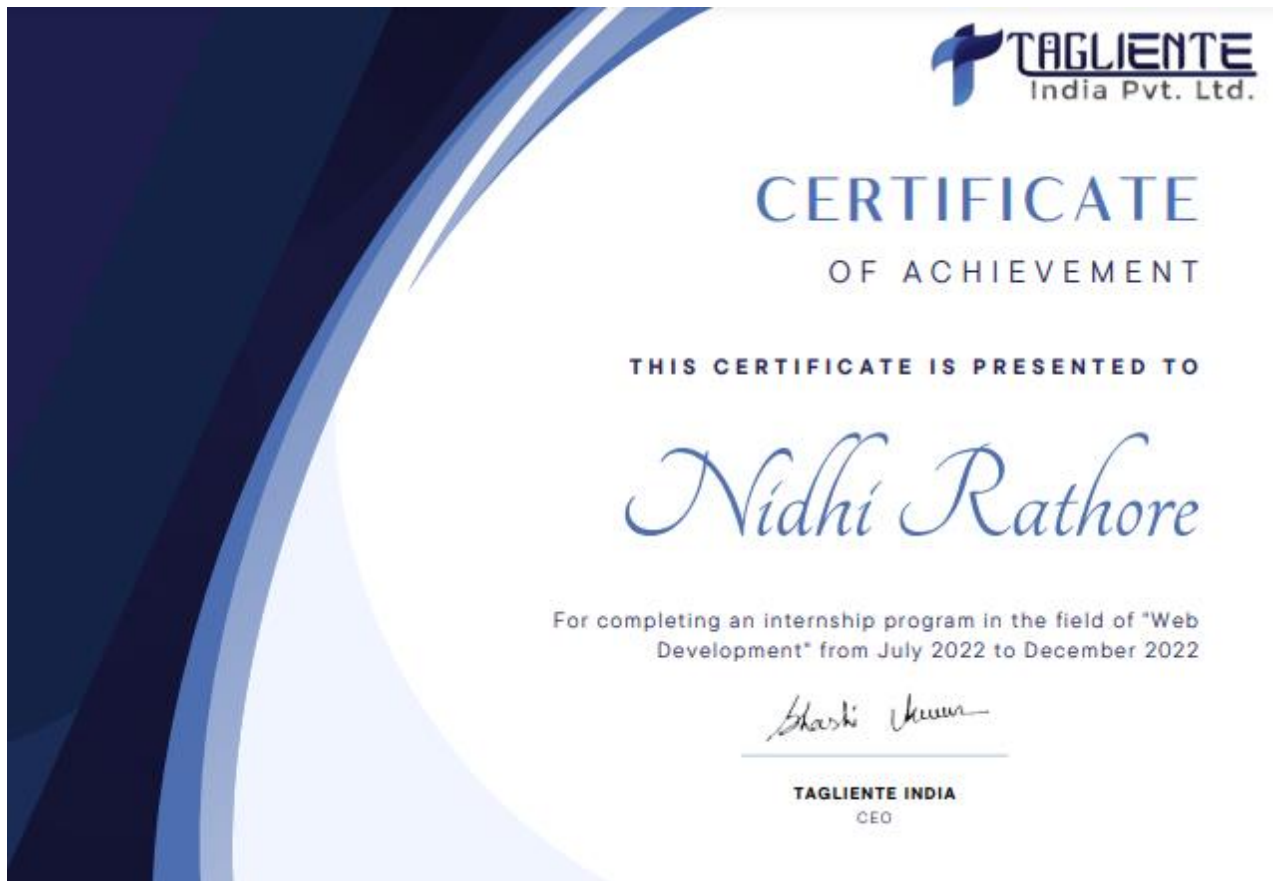 TAGLIENTE
India Pvt. Ltd.
CERTIFICATE
OF ACHIEVEMENT
THIS CERTIFICATE IS PRESENTED TO
Nidhi Rathore
For completing an internship program in the field of "Web
Development" from July 2022 to December 2022
Shashi
TAGLIENTE INDIA
CEO